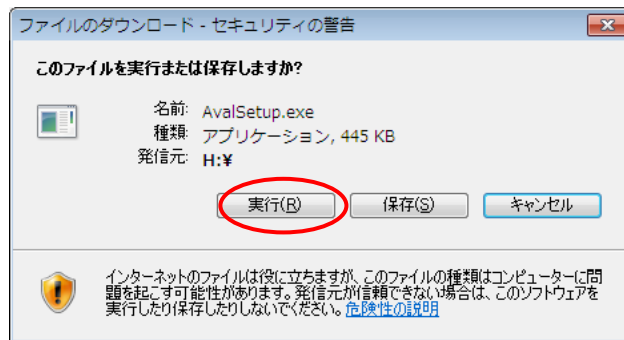 ファイルのダウンロード - セキュリティの警告
このファイルを実行または保存しますか?
名前: AvalSetup.exe
種類: アプリケーション, 445 KB
発信元: H:¥
実行(R) 保存(S) キャンセル
インターネットのファイルは役に立ちますが、このファイルの種類はコンピューターに問
題を起こす可能性があります。発信元が信頼できない場合は、このソフトウェアを
実行したり保存したりしないでください。危険性の説明